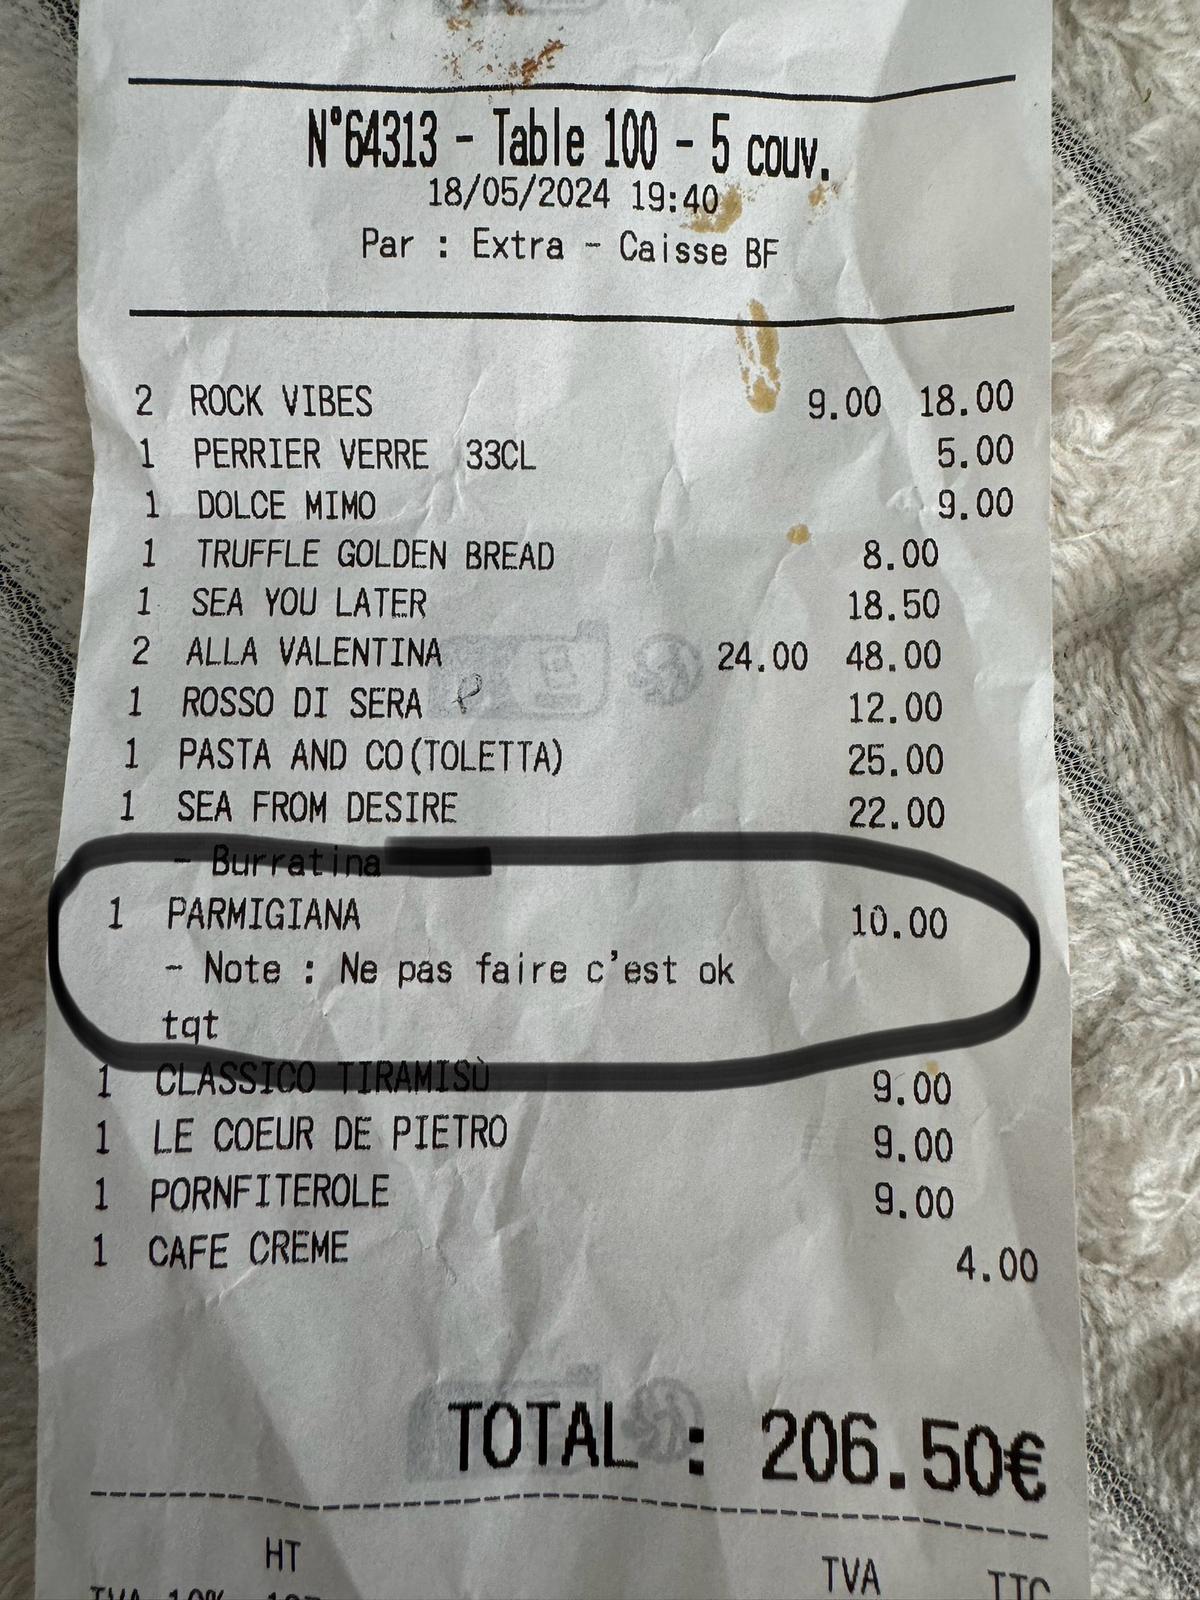 N°64313 - Table 100 - 5 couv.
18/05/2024 19:40
Par : Extra - Caisse BF
2 ROCK VIBES 9.00 18.00
1 PERRIER VERRE 33CL 5.00
1 DOLCE MIMO 9.00
1 TRUFFLE GOLDEN BREAD 8.00
1 SEA YOU LATER 18.50
2 ALLA VALENTINA 24.00 48.00
1 ROSSO DI SERA 12.00
1 PASTA AND CO(TOLETTA) 25.00
1 SEA FROM DESIRE 22.00
- Burratina
1 PARMIGIANA 10.00
- Note : Ne pas faire c'est ok
tqt
1 CLASSICO TIRAMISÙ 9.00
1 LE COEUR DE PIETRO 9.00
1 PORNFITEROLE 9.00
1 CAFE CREME 4.00
TOTAL : 206.50€
HT TVA TTC
TVA 10%